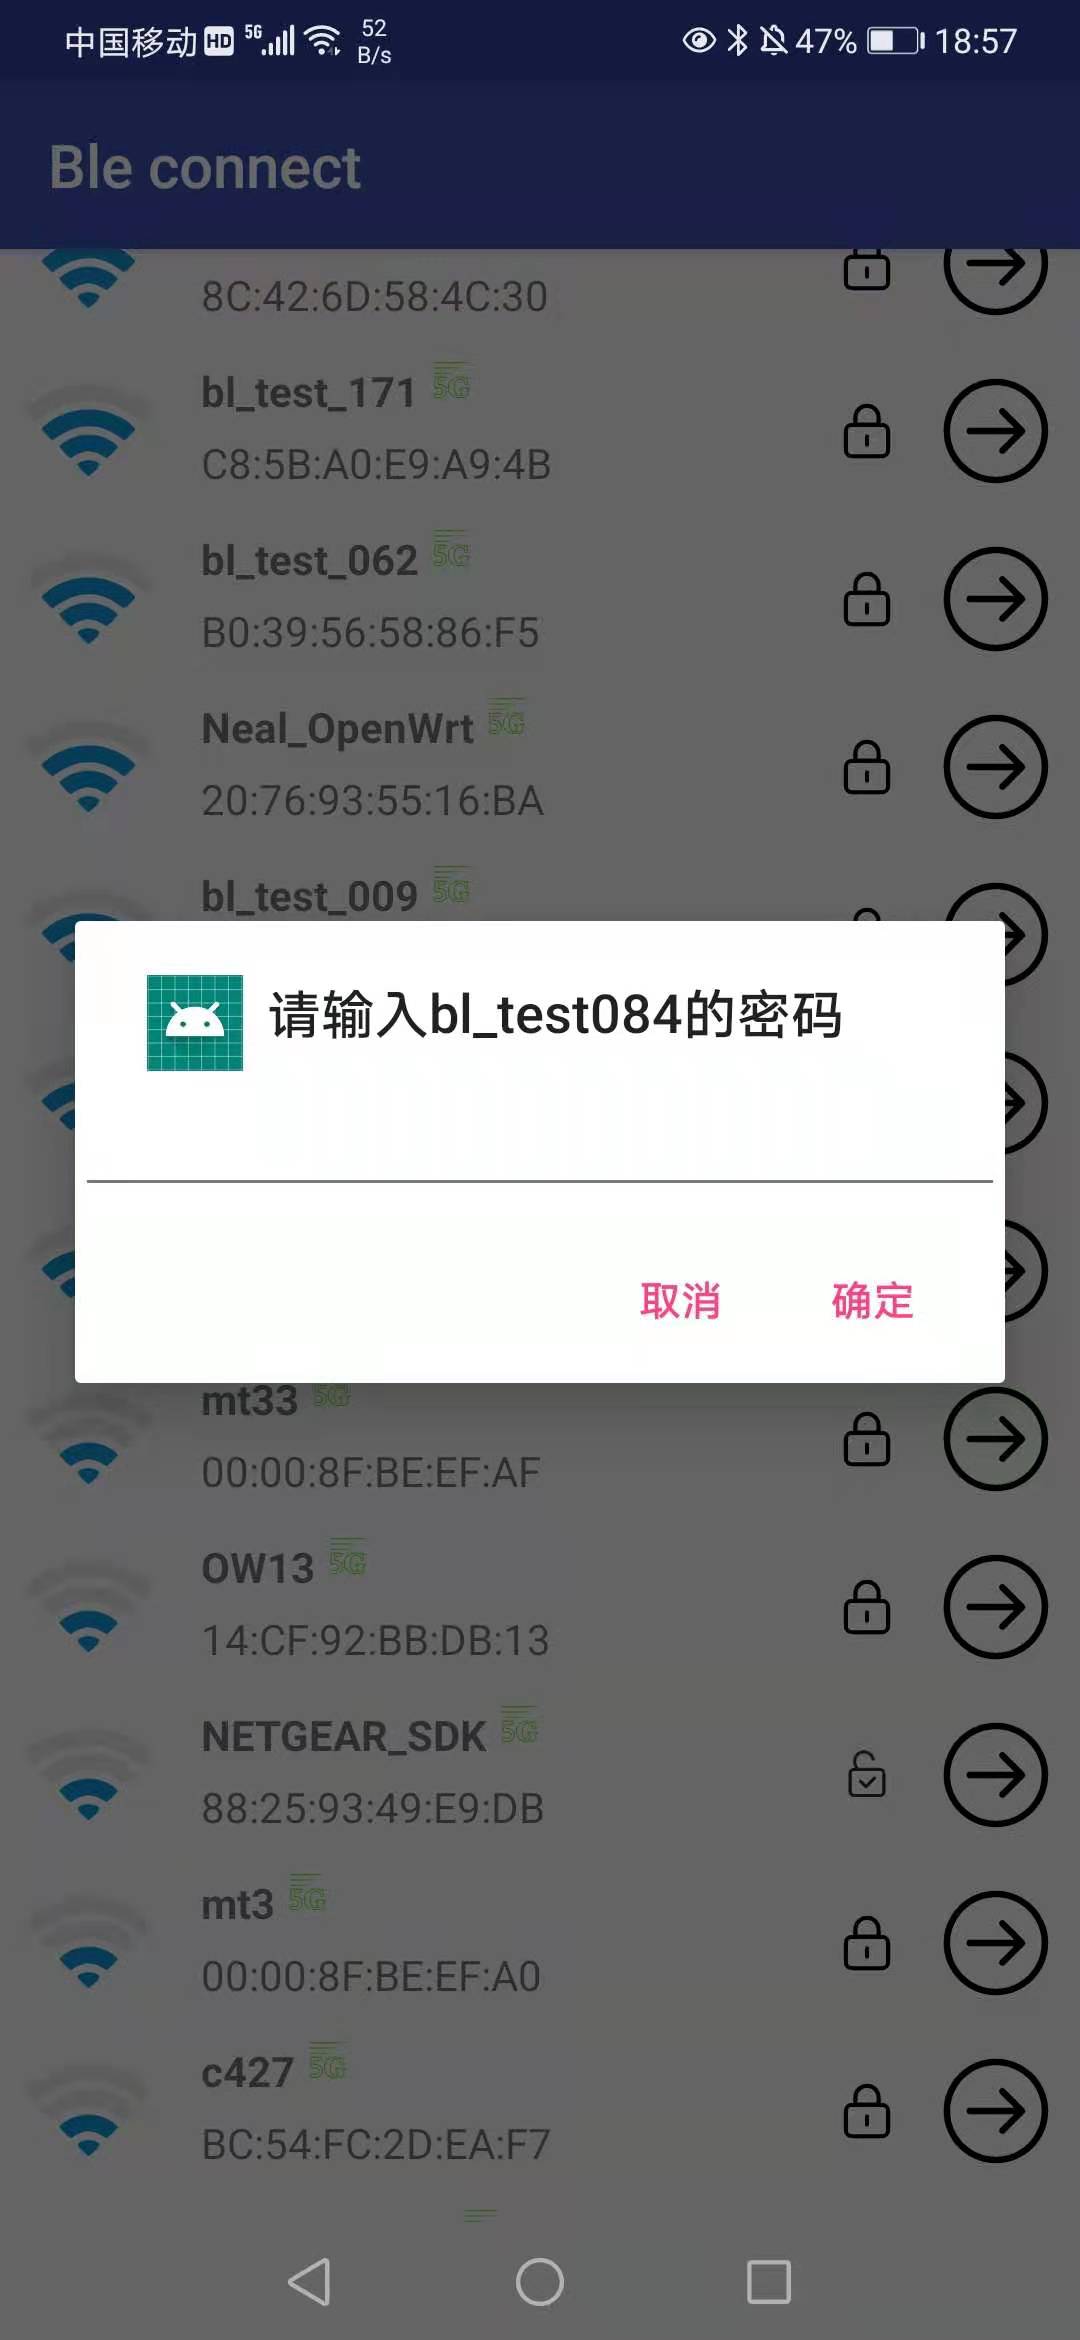 中国移动 HD 5G 52 B/s 47% 18:57
Ble connect
8C:42:6D:58:4C:30
bl_test_171 5G
C8:5B:A0:E9:A9:4B
bl_test_062 5G
B0:39:56:58:86:F5
Neal_OpenWrt 5G
20:76:93:55:16:BA
bl_test_009 5G
请输入bl_test084的密码
取消 确定
mt33 5G
00:00:8F:BE:EF:AF
OW13 5G
14:CF:92:BB:DB:13
NETGEAR_SDK 5G
88:25:93:49:E9:DB
mt3 5G
00:00:8F:BE:EF:A0
c427 5G
BC:54:FC:2D:EA:F7